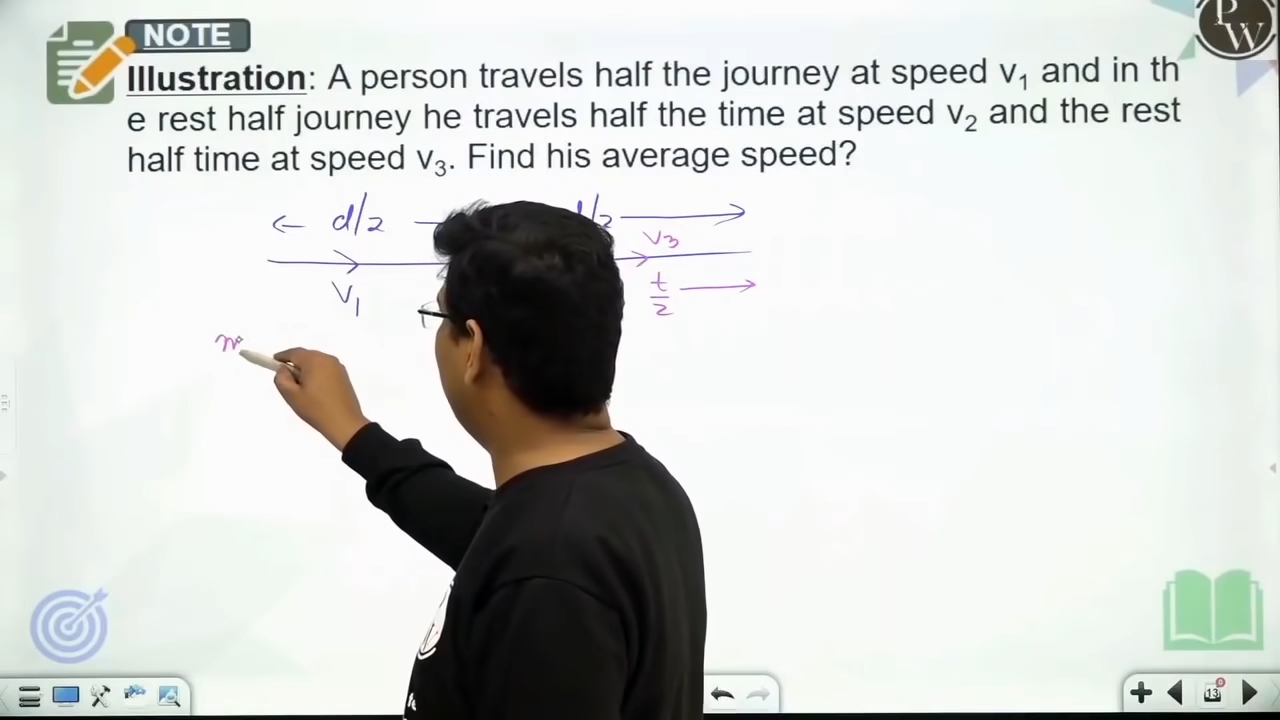 NOTE
P
W
Illustration: A person travels half the journey at speed v₁ and in th
e rest half journey he travels half the time at speed v₂ and the rest
half time at speed v₃. Find his average speed?
← d/2 d/2 →
v₃
v₁
t/2 →
13